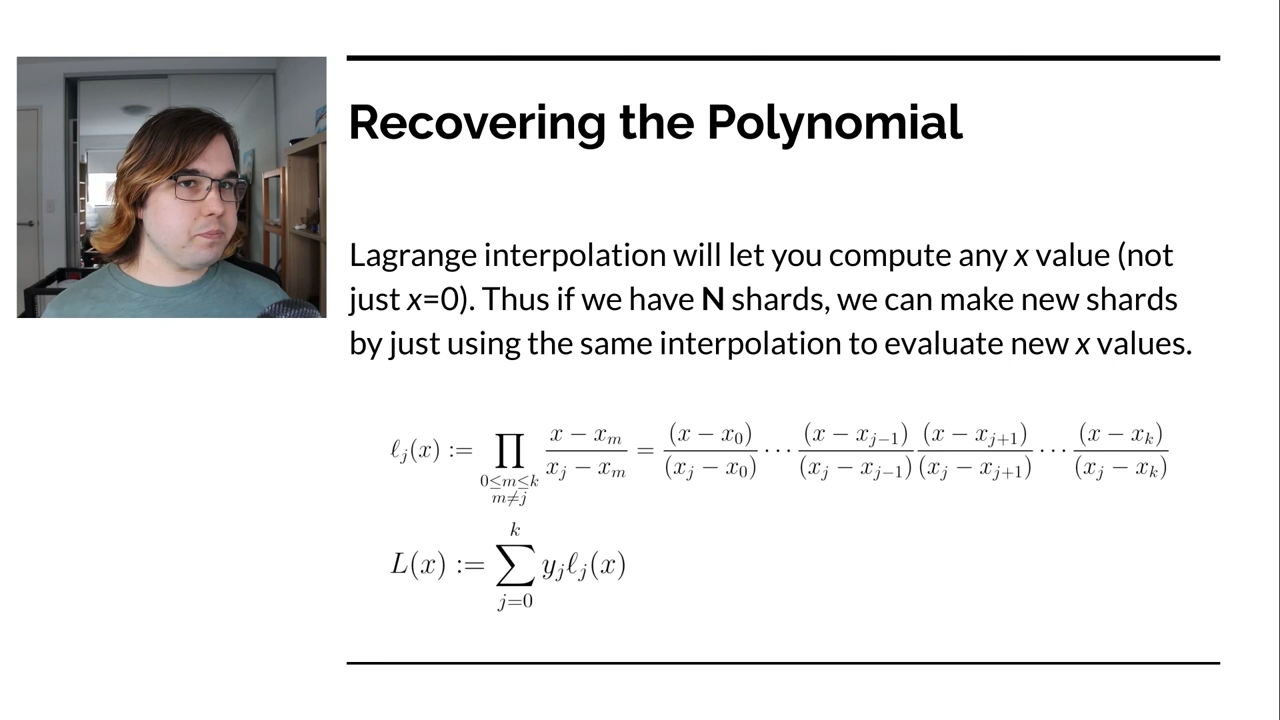 Recovering the Polynomial
Lagrange interpolation will let you compute any x value (not
just x=0). Thus if we have N shards, we can make new shards
by just using the same interpolation to evaluate new x values.
ℓ_j(x) := ∏_{0≤m≤k, m≠j} (x − x_m)/(x_j − x_m) = (x − x_0)/(x_j − x_0) ⋯ (x − x_{j−1})/(x_j − x_{j−1}) (x − x_{j+1})/(x_j − x_{j+1}) ⋯ (x − x_k)/(x_j − x_k)
L(x) := ∑_{j=0}^{k} y_j ℓ_j(x)